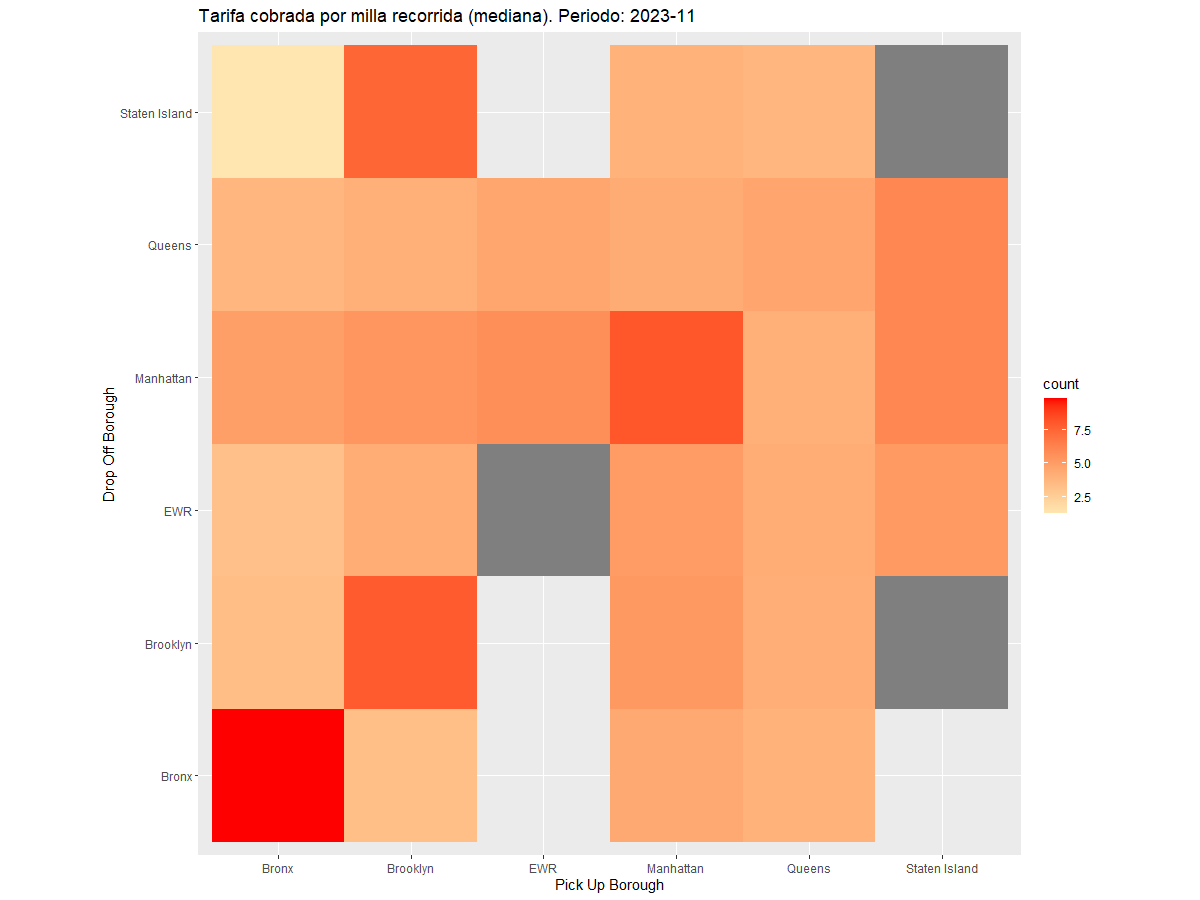 Tarifa cobrada por milla recorrida (mediana). Periodo: 2023-11
Staten Island
Queens
Manhattan
EWR
Brooklyn
Bronx
Drop Off Borough
Bronx
Brooklyn
EWR
Manhattan
Queens
Staten Island
Pick Up Borough
count
7.5
5.0
2.5